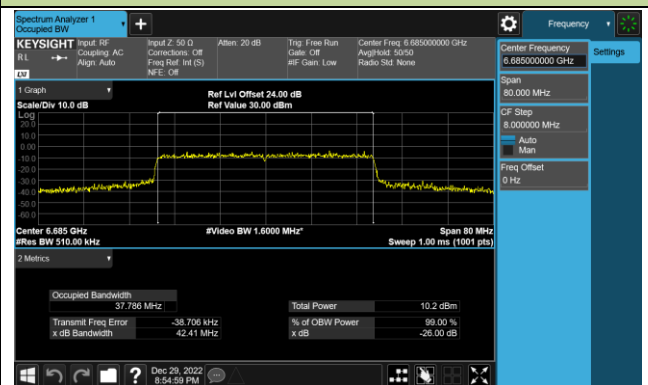 Spectrum Analyzer 1
Occupied BW
Frequency
KEYSIGHT
RL
Input: RF
Coupling: AC
Align: Auto
Input Z: 50 Ω
Corrections: Off
Freq Ref: Int (S)
NFE: Off
Atten: 20 dB
Trig: Free Run
Gate: Off
#IF Gain: Low
Center Freq: 6.685000000 GHz
Avg|Hold: 50/50
Radio Std: None
Center Frequency
6.685000000 GHz
Settings
Span
80.000 MHz
CF Step
8.000000 MHz
Auto
Man
Freq Offset
0 Hz
1 Graph
Scale/Div 10.0 dB
Ref Lvl Offset 24.00 dB
Ref Value 30.00 dBm
Log
20.0
10.0
0.00
-10.0
-20.0
-30.0
-40.0
-50.0
-60.0
Center 6.685 GHz
#Res BW 510.00 kHz
#Video BW 1.6000 MHz*
Span 80 MHz
Sweep 1.00 ms (1001 pts)
2 Metrics
Occupied Bandwidth
37.786 MHz
Total Power 10.2 dBm
Transmit Freq Error -38.706 kHz
% of OBW Power 99.00 %
x dB Bandwidth 42.41 MHz
x dB -26.00 dB
Dec 29, 2022
8:54:59 PM